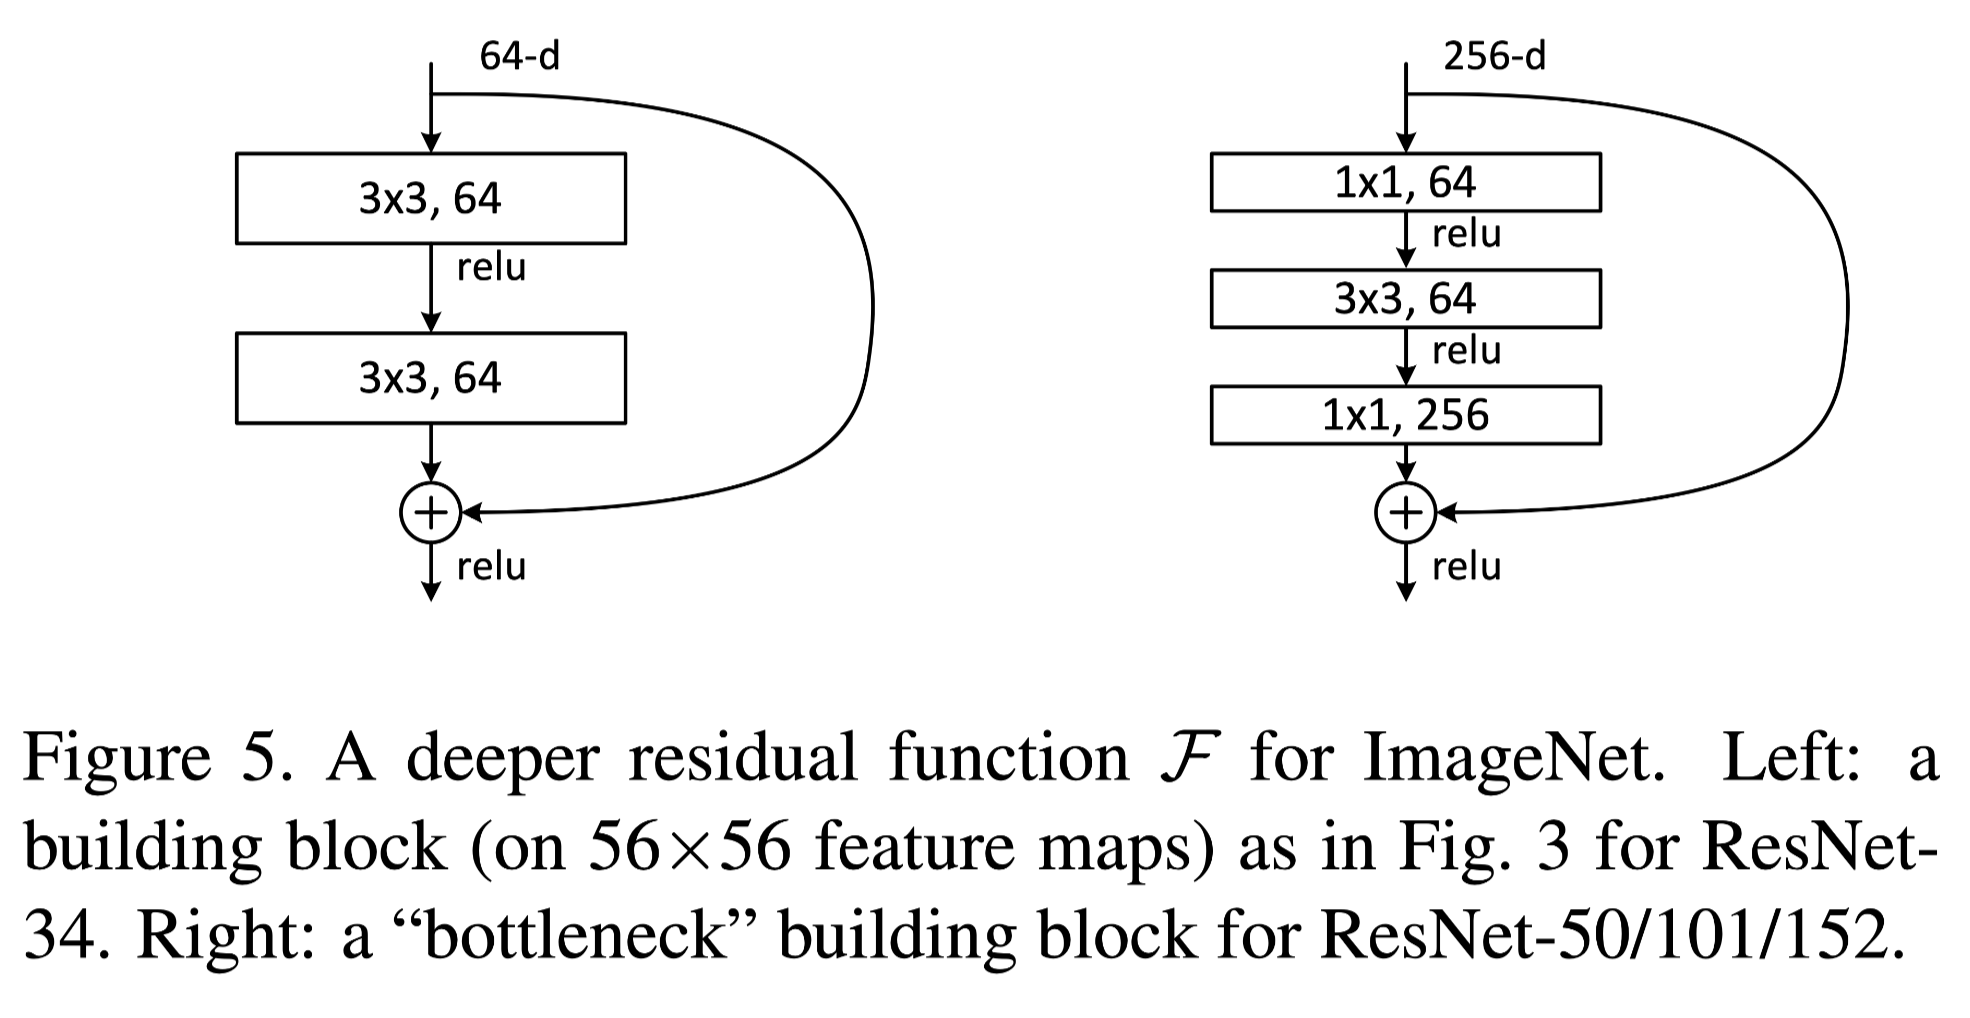 64-d
3x3, 64
relu
3x3, 64
+
relu
256-d
1x1, 64
relu
3x3, 64
relu
1x1, 256
+
relu
Figure 5. A deeper residual function ℱ for ImageNet. Left: a
building block (on 56×56 feature maps) as in Fig. 3 for ResNet-
34. Right: a “bottleneck” building block for ResNet-50/101/152.